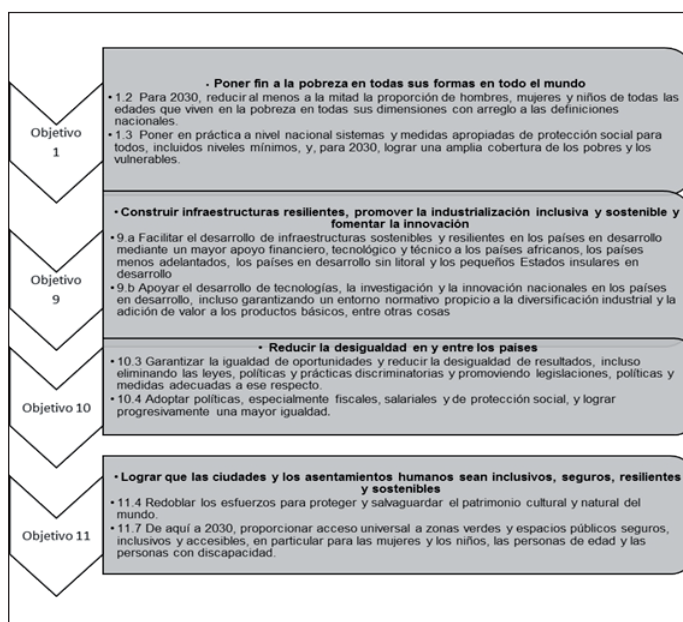 Objetivo
1
• Poner fin a la pobreza en todas sus formas en todo el mundo
• 1.2 Para 2030, reducir al menos a la mitad la proporción de hombres, mujeres y niños de todas las
edades que viven en la pobreza en todas sus dimensiones con arreglo a las definiciones
nacionales.
• 1.3 Poner en práctica a nivel nacional sistemas y medidas apropiadas de protección social para
todos, incluidos niveles mínimos, y, para 2030, lograr una amplia cobertura de los pobres y los
vulnerables.
Objetivo
9
• Construir infraestructuras resilientes, promover la industrialización inclusiva y sostenible y
fomentar la innovación
• 9.a Facilitar el desarrollo de infraestructuras sostenibles y resilientes en los países en desarrollo
mediante un mayor apoyo financiero, tecnológico y técnico a los países africanos, los países
menos adelantados, los países en desarrollo sin litoral y los pequeños Estados insulares en
desarrollo
• 9.b Apoyar el desarrollo de tecnologías, la investigación y la innovación nacionales en los países
en desarrollo, incluso garantizando un entorno normativo propicio a la diversificación industrial y la
adición de valor a los productos básicos, entre otras cosas
Objetivo 10
• Reducir la desigualdad en y entre los países
• 10.3 Garantizar la igualdad de oportunidades y reducir la desigualdad de resultados, incluso
eliminando las leyes, políticas y prácticas discriminatorias y promoviendo legislaciones, políticas y
medidas adecuadas a ese respecto.
• 10.4 Adoptar políticas, especialmente fiscales, salariales y de protección social, y lograr
progresivamente una mayor igualdad.
Objetivo 11
• Lograr que las ciudades y los asentamientos humanos sean inclusivos, seguros, resilientes
y sostenibles
• 11.4 Redoblar los esfuerzos para proteger y salvaguardar el patrimonio cultural y natural del
mundo.
• 11.7 De aquí a 2030, proporcionar acceso universal a zonas verdes y espacios públicos seguros,
inclusivos y accesibles, en particular para las mujeres y los niños, las personas de edad y las
personas con discapacidad.